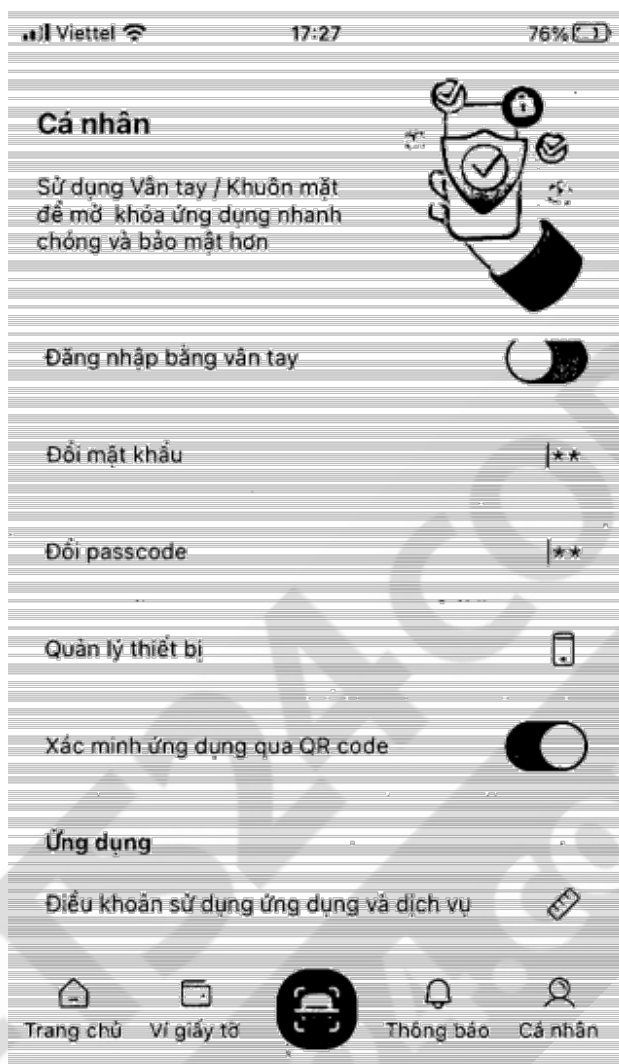 Viettel 17:27 76%
Cá nhân
Sử dụng Vân tay / Khuôn mặt
để mở khóa ứng dụng nhanh
chóng và bảo mật hơn
Đăng nhập bằng vân tay
Đổi mật khẩu |**
Đổi passcode |**
Quản lý thiết bị
Xác minh ứng dụng qua QR code
Ứng dụng
Điều khoản sử dụng ứng dụng và dịch vụ
Trang chủ Ví giấy tờ Thông báo Cá nhân